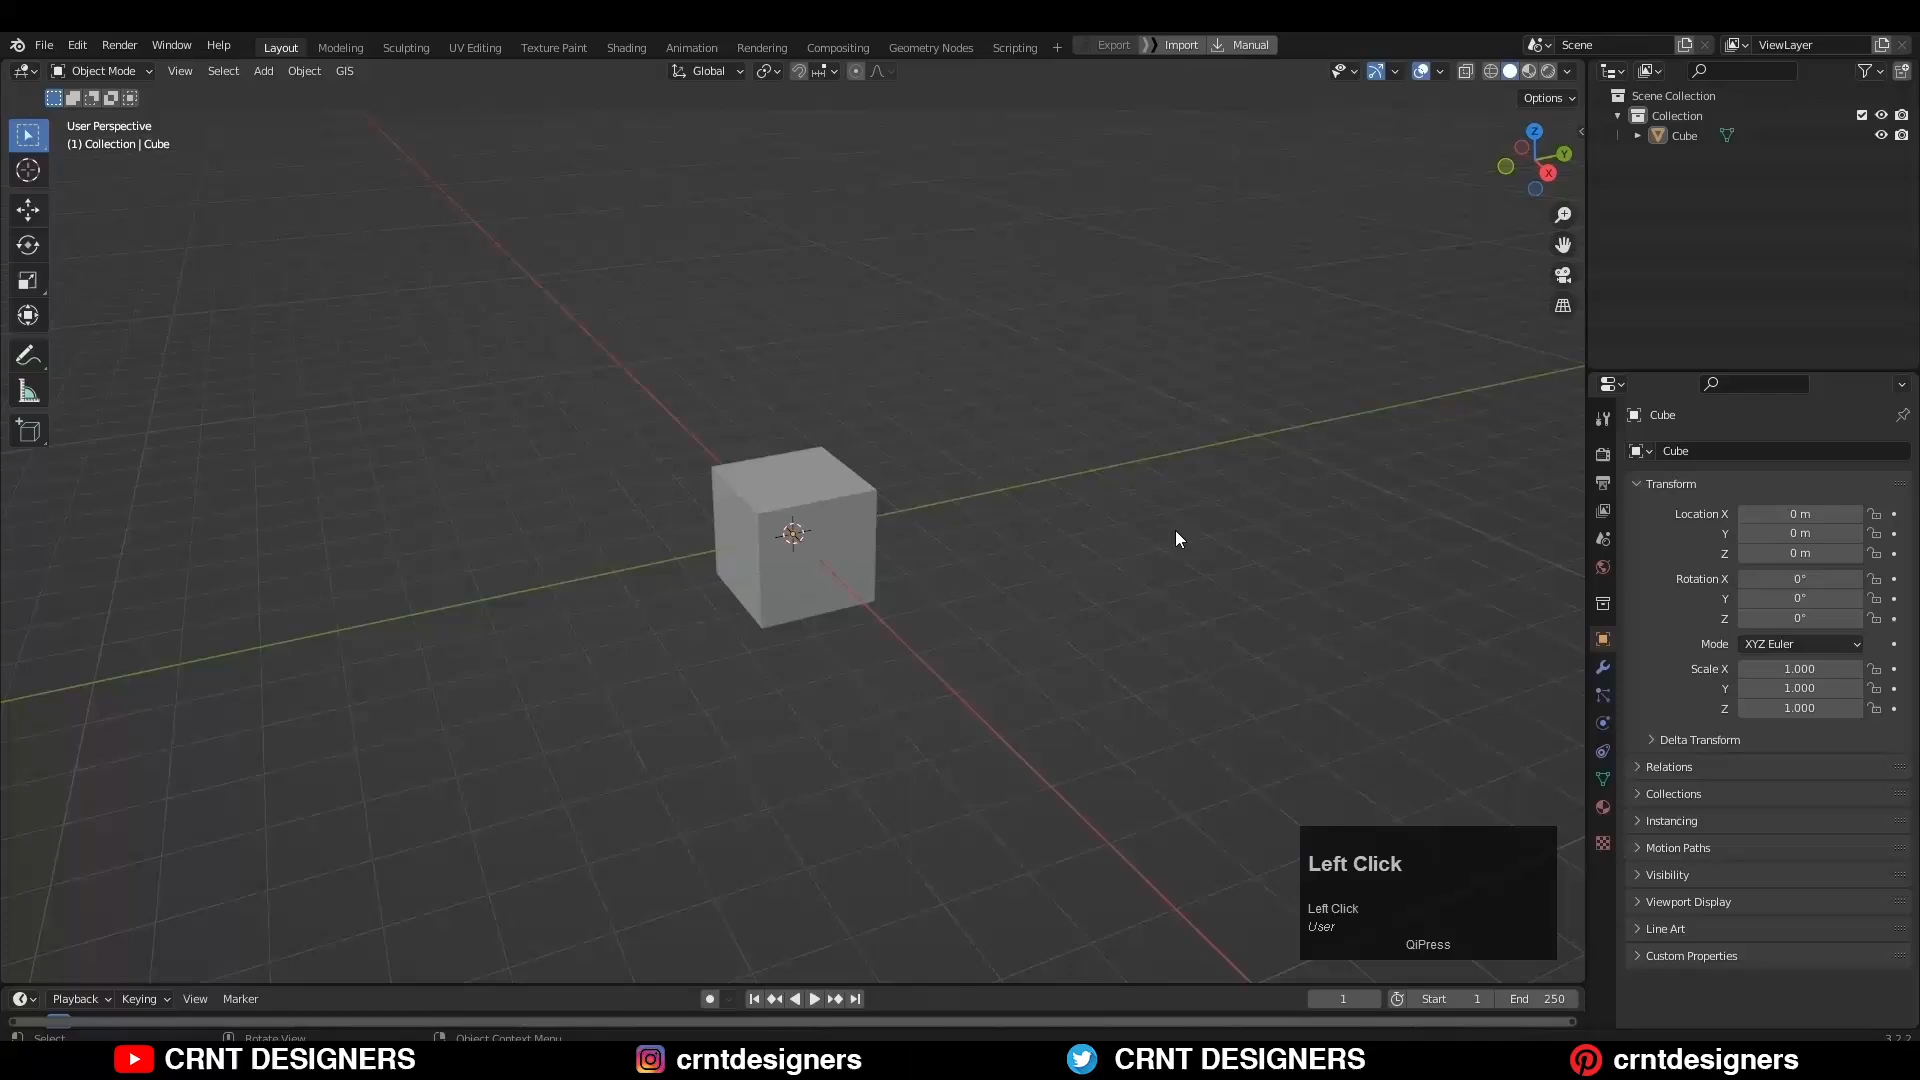 File Edit Render Window Help Layout Modeling Sculpting UV Editing Texture Paint Shading Animation Rendering Compositing Geometry Nodes Scripting + Export Import Manual Scene ViewLayer
Object Mode View Select Add Object GIS Global
Options
User Perspective
(1) Collection | Cube
Z
Y
X
Scene Collection
Collection
Cube
Cube
Cube
Transform
Location X 0 m
Y 0 m
Z 0 m
Rotation X 0°
Y 0°
Z 0°
Mode XYZ Euler
Scale X 1.000
Y 1.000
Z 1.000
Delta Transform
Relations
Collections
Instancing
Motion Paths
Visibility
Viewport Display
Line Art
Custom Properties
Left Click
Left Click
User
QiPress
Playback Keying View Marker 1 Start 1 End 250
Select Rotate View Object Context Menu 3.2.2
CRNT DESIGNERS crntdesigners CRNT DESIGNERS crntdesigners